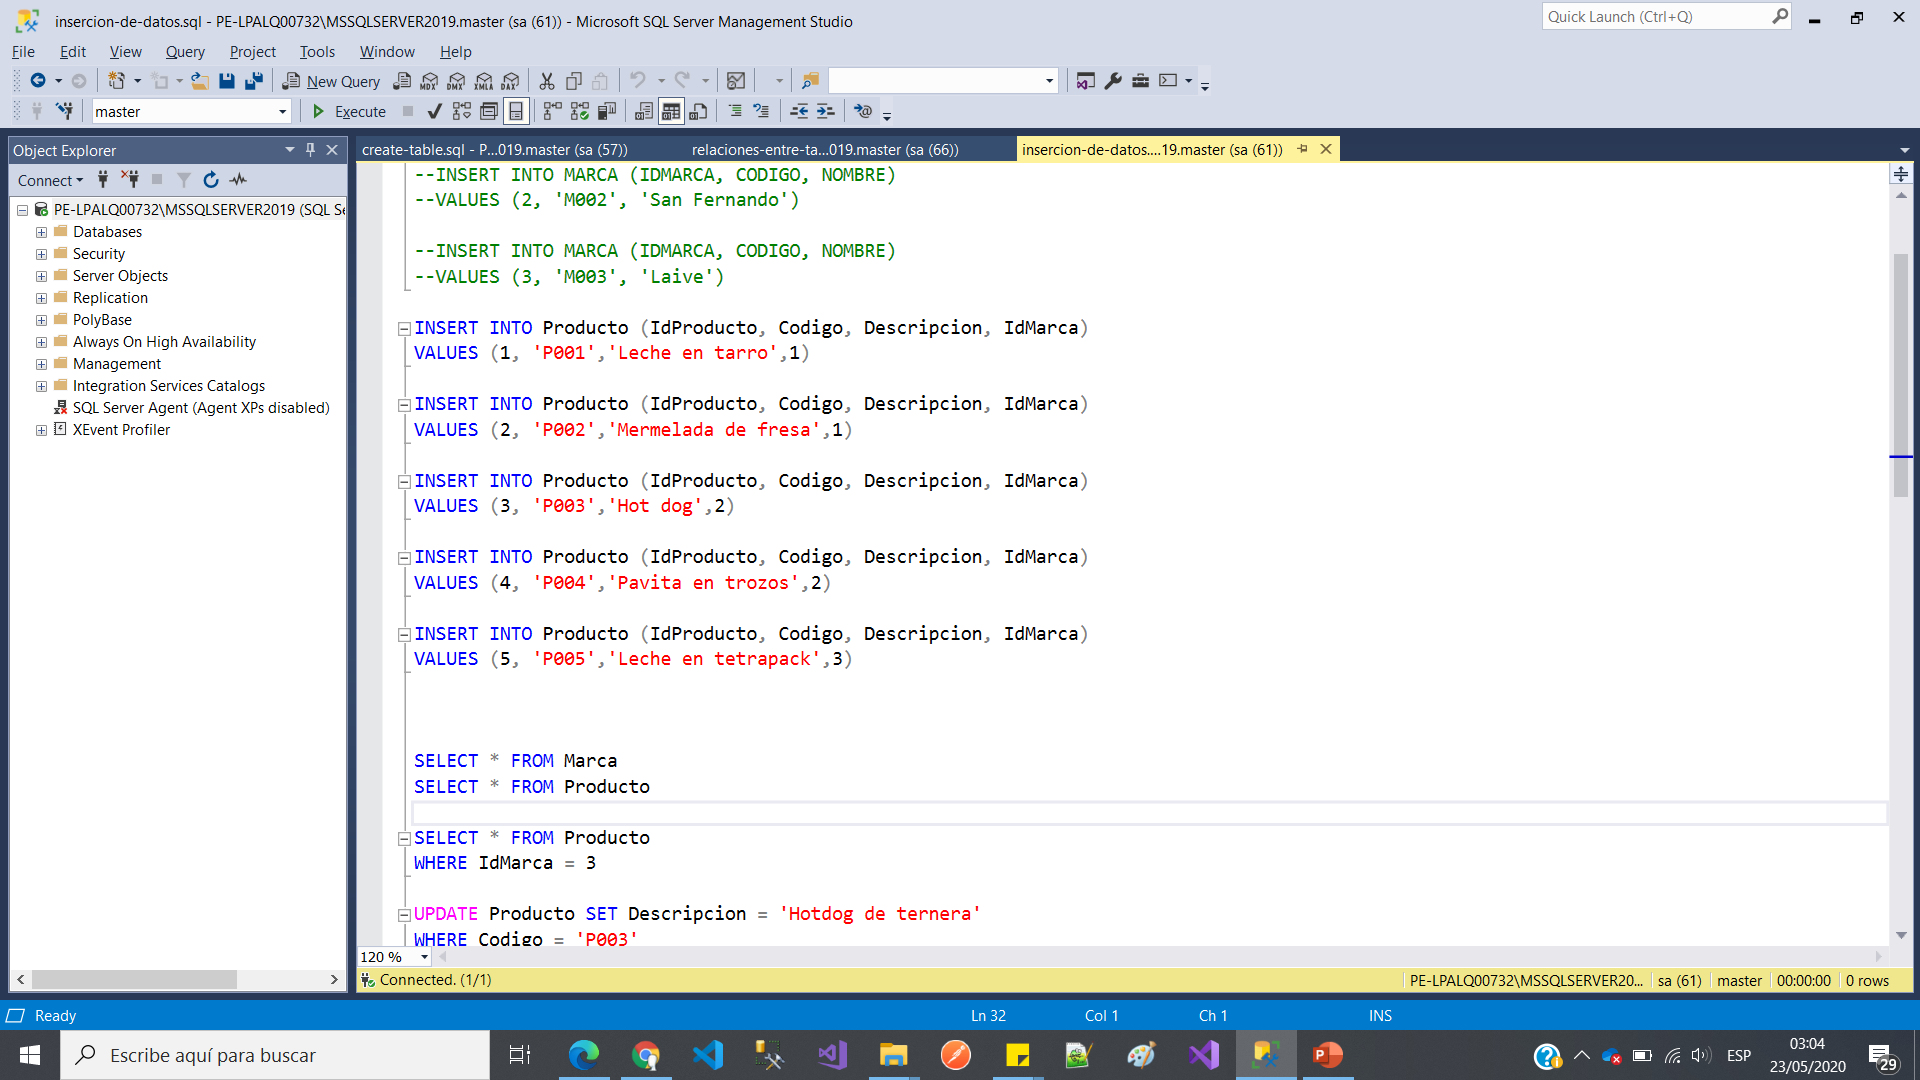 insercion-de-datos.sql - PE-LPALQ00732\MSSQLSERVER2019.master (sa (61)) - Microsoft SQL Server Management Studio
Quick Launch (Ctrl+Q)
File Edit View Query Project Tools Window Help
New Query MDX DMX XMLA DAX
master Execute
Object Explorer
create-table.sql - P...019.master (sa (57))
relaciones-entre-ta...019.master (sa (66))
insercion-de-datos....19.master (sa (61))
Connect
PE-LPALQ00732\MSSQLSERVER2019 (SQL Se
Databases
Security
Server Objects
Replication
PolyBase
Always On High Availability
Management
Integration Services Catalogs
SQL Server Agent (Agent XPs disabled)
XEvent Profiler
--INSERT INTO MARCA (IDMARCA, CODIGO, NOMBRE)
--VALUES (2, 'M002', 'San Fernando')
--INSERT INTO MARCA (IDMARCA, CODIGO, NOMBRE)
--VALUES (3, 'M003', 'Laive')
INSERT INTO Producto (IdProducto, Codigo, Descripcion, IdMarca)
VALUES (1, 'P001','Leche en tarro',1)
INSERT INTO Producto (IdProducto, Codigo, Descripcion, IdMarca)
VALUES (2, 'P002','Mermelada de fresa',1)
INSERT INTO Producto (IdProducto, Codigo, Descripcion, IdMarca)
VALUES (3, 'P003','Hot dog',2)
INSERT INTO Producto (IdProducto, Codigo, Descripcion, IdMarca)
VALUES (4, 'P004','Pavita en trozos',2)
INSERT INTO Producto (IdProducto, Codigo, Descripcion, IdMarca)
VALUES (5, 'P005','Leche en tetrapack',3)
SELECT * FROM Marca
SELECT * FROM Producto
SELECT * FROM Producto
WHERE IdMarca = 3
UPDATE Producto SET Descripcion = 'Hotdog de ternera'
WHERE Codigo = 'P003'
120 %
Connected. (1/1)
PE-LPALQ00732\MSSQLSERVER20... sa (61) master 00:00:00 0 rows
Ready
Ln 32 Col 1 Ch 1 INS
Escribe aquí para buscar
ESP
03:04
23/05/2020
29